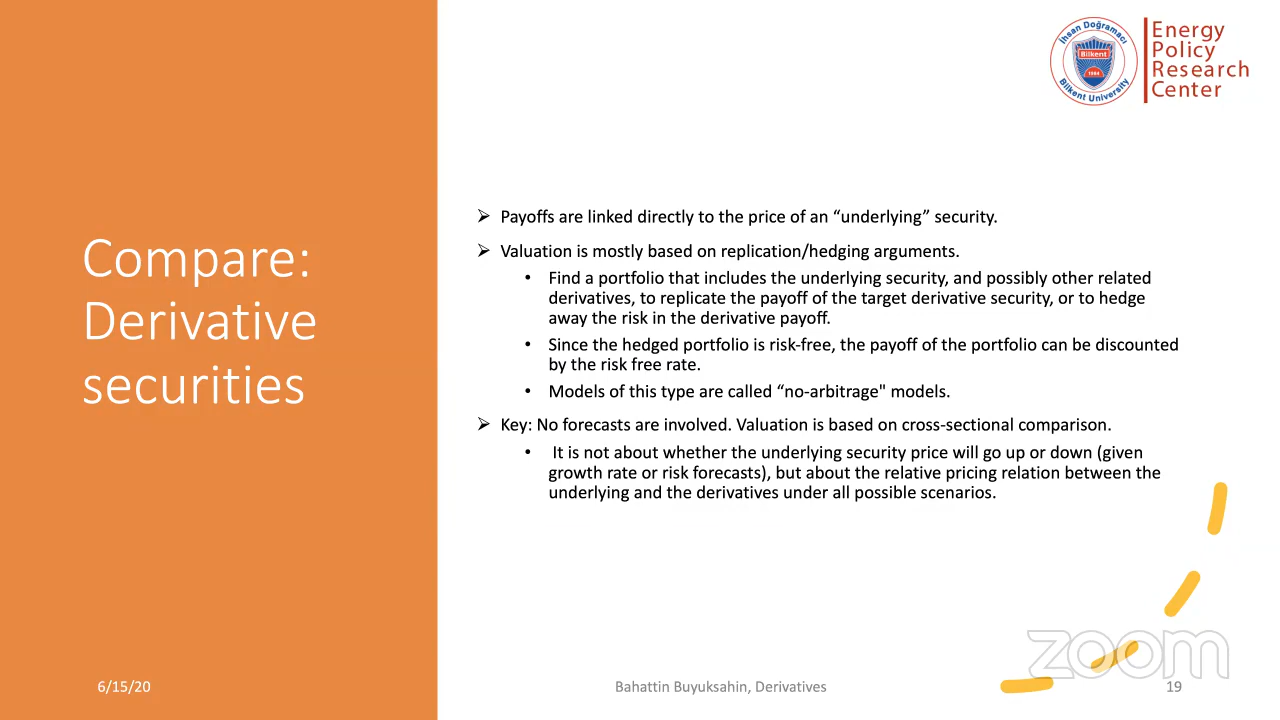 İhsan Doğramacı
Bilkent
1984
Bilkent University
Energy
Policy
Research
Center
Compare:
Derivative
securities
➢ Payoffs are linked directly to the price of an “underlying” security.
➢ Valuation is mostly based on replication/hedging arguments.
• Find a portfolio that includes the underlying security, and possibly other related
derivatives, to replicate the payoff of the target derivative security, or to hedge
away the risk in the derivative payoff.
• Since the hedged portfolio is risk-free, the payoff of the portfolio can be discounted
by the risk free rate.
• Models of this type are called “no-arbitrage" models.
➢ Key: No forecasts are involved. Valuation is based on cross-sectional comparison.
• It is not about whether the underlying security price will go up or down (given
growth rate or risk forecasts), but about the relative pricing relation between the
underlying and the derivatives under all possible scenarios.
zoom
6/15/20
Bahattin Buyuksahin, Derivatives
19